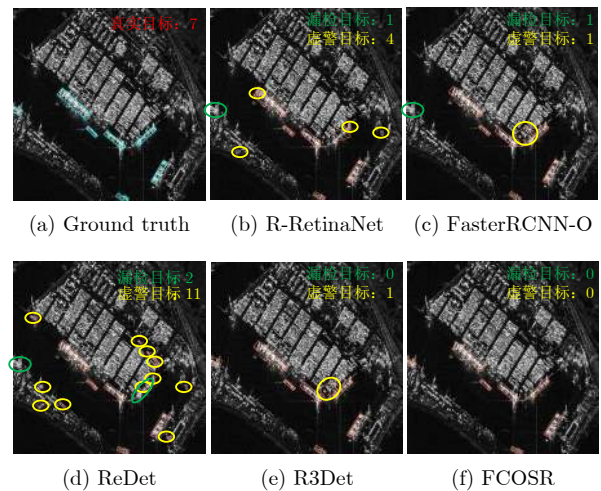 真实目标：7
漏检目标：1
虚警目标：4
漏检目标：1
虚警目标：1
(a) Ground truth
(b) R-RetinaNet
(c) FasterRCNN-O
漏检目标 2
虚警目标 11
漏检目标：0
虚警目标：1
漏检目标：0
虚警目标：0
(d) ReDet
(e) R3Det
(f) FCOSR